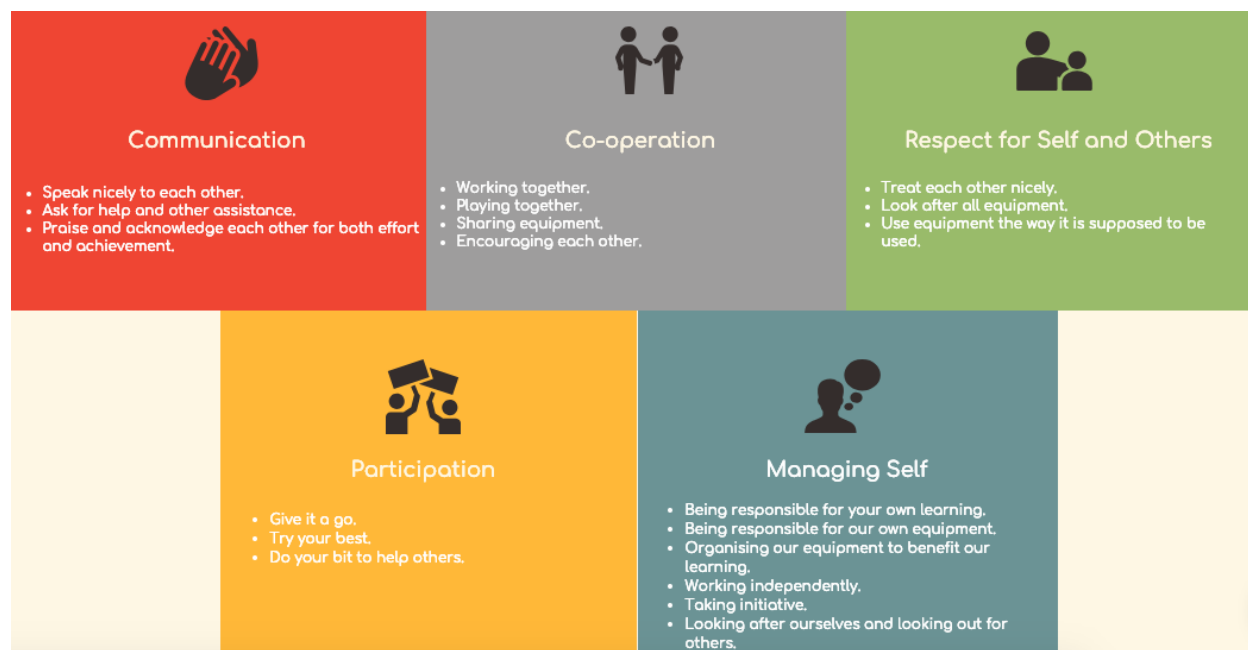 Communication
• Speak nicely to each other.
• Ask for help and other assistance.
• Praise and acknowledge each other for both effort
and achievement.
Co-operation
• Working together.
• Playing together.
• Sharing equipment.
• Encouraging each other.
Respect for Self and Others
• Treat each other nicely.
• Look after all equipment.
• Use equipment the way it is supposed to be
used.
Participation
• Give it a go.
• Try your best.
• Do your bit to help others.
Managing Self
• Being responsible for your own learning.
• Being responsible for our own equipment.
• Organising our equipment to benefit our
learning.
• Working independently.
• Taking initiative.
• Looking after ourselves and looking out for
others.